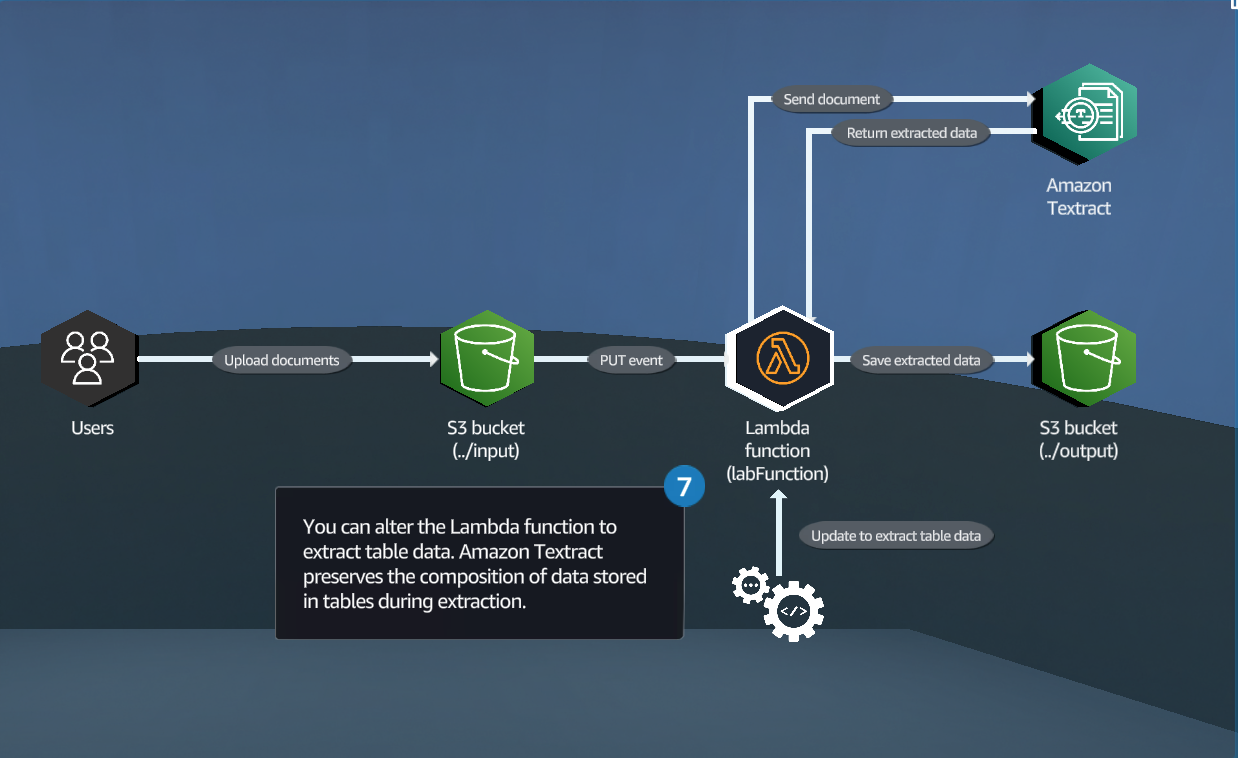 Send document
Return extracted data
Amazon
Textract
Upload documents
PUT event
Save extracted data
Users
S3 bucket
(../input)
Lambda
function
(labFunction)
S3 bucket
(../output)
7
You can alter the Lambda function to
extract table data. Amazon Textract
preserves the composition of data stored
in tables during extraction.
Update to extract table data